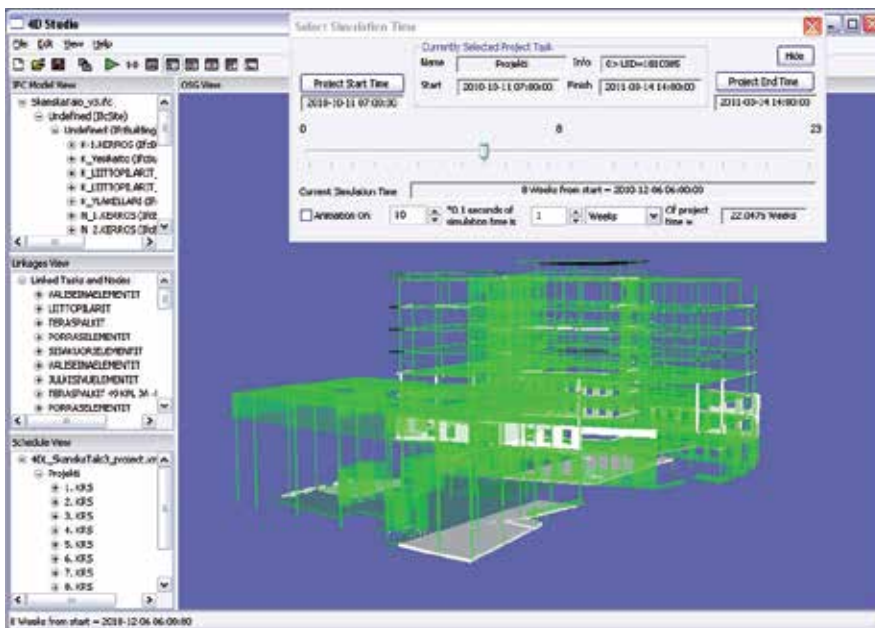 4D Studio
File Edit View Help
IFC Model View
OSG View
Undefined (IfcSite)
Undefined (IfcBuilding
Linkages View
Linked Tasks and Nodes
VALISEINAELEMENTIT
LIITTOPILARIT
TERASPALKIT
PORRASELEMENTIT
SISAKUORIELEMENTIT
VALISEINAELEMENTIT
JULKISIVUELEMENTIT
PORRASELEMENTIT
Schedule View
Projekti
1. KRS
2. KRS
3. KRS
4. KRS
5. KRS
6. KRS
7. KRS
8. KRS
8 Weeks from start = 2010-12-06 06:00:00
Select Simulation Time
Currently Selected Project Task
Name Projekti Info
Hide
Project Start Time
Start 2010-10-11 07:00:00 Finish 2011-03-14 14:00:00
Project End Time
2010-10-11 07:00:00
2011-03-14 14:00:00
0 8 23
Current Simulation Time 8 Weeks from start = 2010-12-06 06:00:00
Animation On: 10 *0.1 seconds of simulation time is 1 Weeks Of project time = 22.0475 Weeks